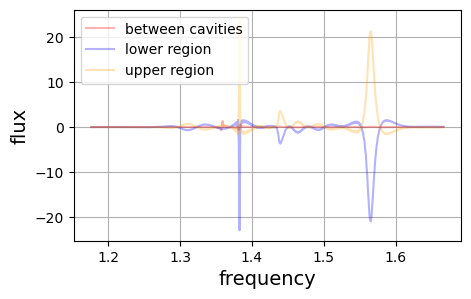 between cavities
lower region
upper region
flux
20
10
0
−10
−20
1.2 1.3 1.4 1.5 1.6
frequency